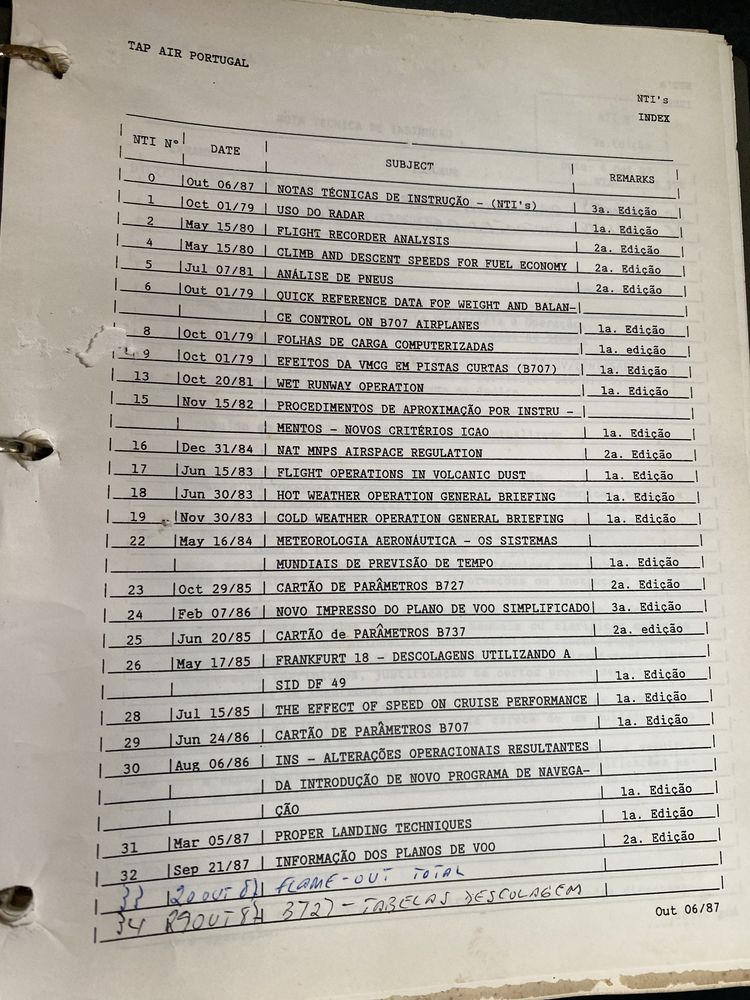 TAP AIR PORTUGAL
NTI's
INDEX
NTI Nº DATE SUBJECT REMARKS
0 Out 06/87 NOTAS TÉCNICAS DE INSTRUÇÃO - (NTI's) 3a. Edição
1 Oct 01/79 USO DO RADAR 1a. Edição
2 May 15/80 FLIGHT RECORDER ANALYSIS 2a. Edição
4 May 15/80 CLIMB AND DESCENT SPEEDS FOR FUEL ECONOMY 2a. Edição
5 Jul 07/81 ANÁLISE DE PNEUS 2a. Edição
6 Out 01/79 QUICK REFERENCE DATA FOP WEIGHT AND BALAN-
CE CONTROL ON B707 AIRPLANES 1a. Edição
8 Oct 01/79 FOLHAS DE CARGA COMPUTERIZADAS 1a. edição
9 Oct 01/79 EFEITOS DA VMCG EM PISTAS CURTAS (B707) 1a. Edição
13 Oct 20/81 WET RUNWAY OPERATION 1a. Edição
15 Nov 15/82 PROCEDIMENTOS DE APROXIMAÇÃO POR INSTRU -
MENTOS - NOVOS CRITÉRIOS ICAO 1a. Edição
16 Dec 31/84 NAT MNPS AIRSPACE REGULATION 2a. Edição
17 Jun 15/83 FLIGHT OPERATIONS IN VOLCANIC DUST 1a. Edição
18 Jun 30/83 HOT WEATHER OPERATION GENERAL BRIEFING 1a. Edição
19 Nov 30/83 COLD WEATHER OPERATION GENERAL BRIEFING 1a. Edição
22 May 16/84 METEOROLOGIA AERONÁUTICA - OS SISTEMAS
MUNDIAIS DE PREVISÃO DE TEMPO 1a. Edição
23 Oct 29/85 CARTÃO DE PARÂMETROS B727 2a. Edição
24 Feb 07/86 NOVO IMPRESSO DO PLANO DE VOO SIMPLIFICADO 3a. Edição
25 Jun 20/85 CARTÃO de PARÂMETROS B737 2a. edição
26 May 17/85 FRANKFURT 18 - DESCOLAGENS UTILIZANDO A
SID DF 49 1a. Edição
28 Jul 15/85 THE EFFECT OF SPEED ON CRUISE PERFORMANCE 1a. Edição
29 Jun 24/86 CARTÃO DE PARÂMETROS B707 1a. Edição
30 Aug 06/86 INS - ALTERAÇÕES OPERACIONAIS RESULTANTES
DA INTRODUÇÃO DE NOVO PROGRAMA DE NAVEGA-
ÇÃO 1a. Edição
31 Mar 05/87 PROPER LANDING TECHNIQUES 1a. Edição
32 Sep 21/87 INFORMAÇÃO DOS PLANOS DE VOO 2a. Edição
33 20 OUT 87 FLAME-OUT TOTAL
34 29 OUT 87 B727 - TABELAS DESCOLAGEM
Out 06/87